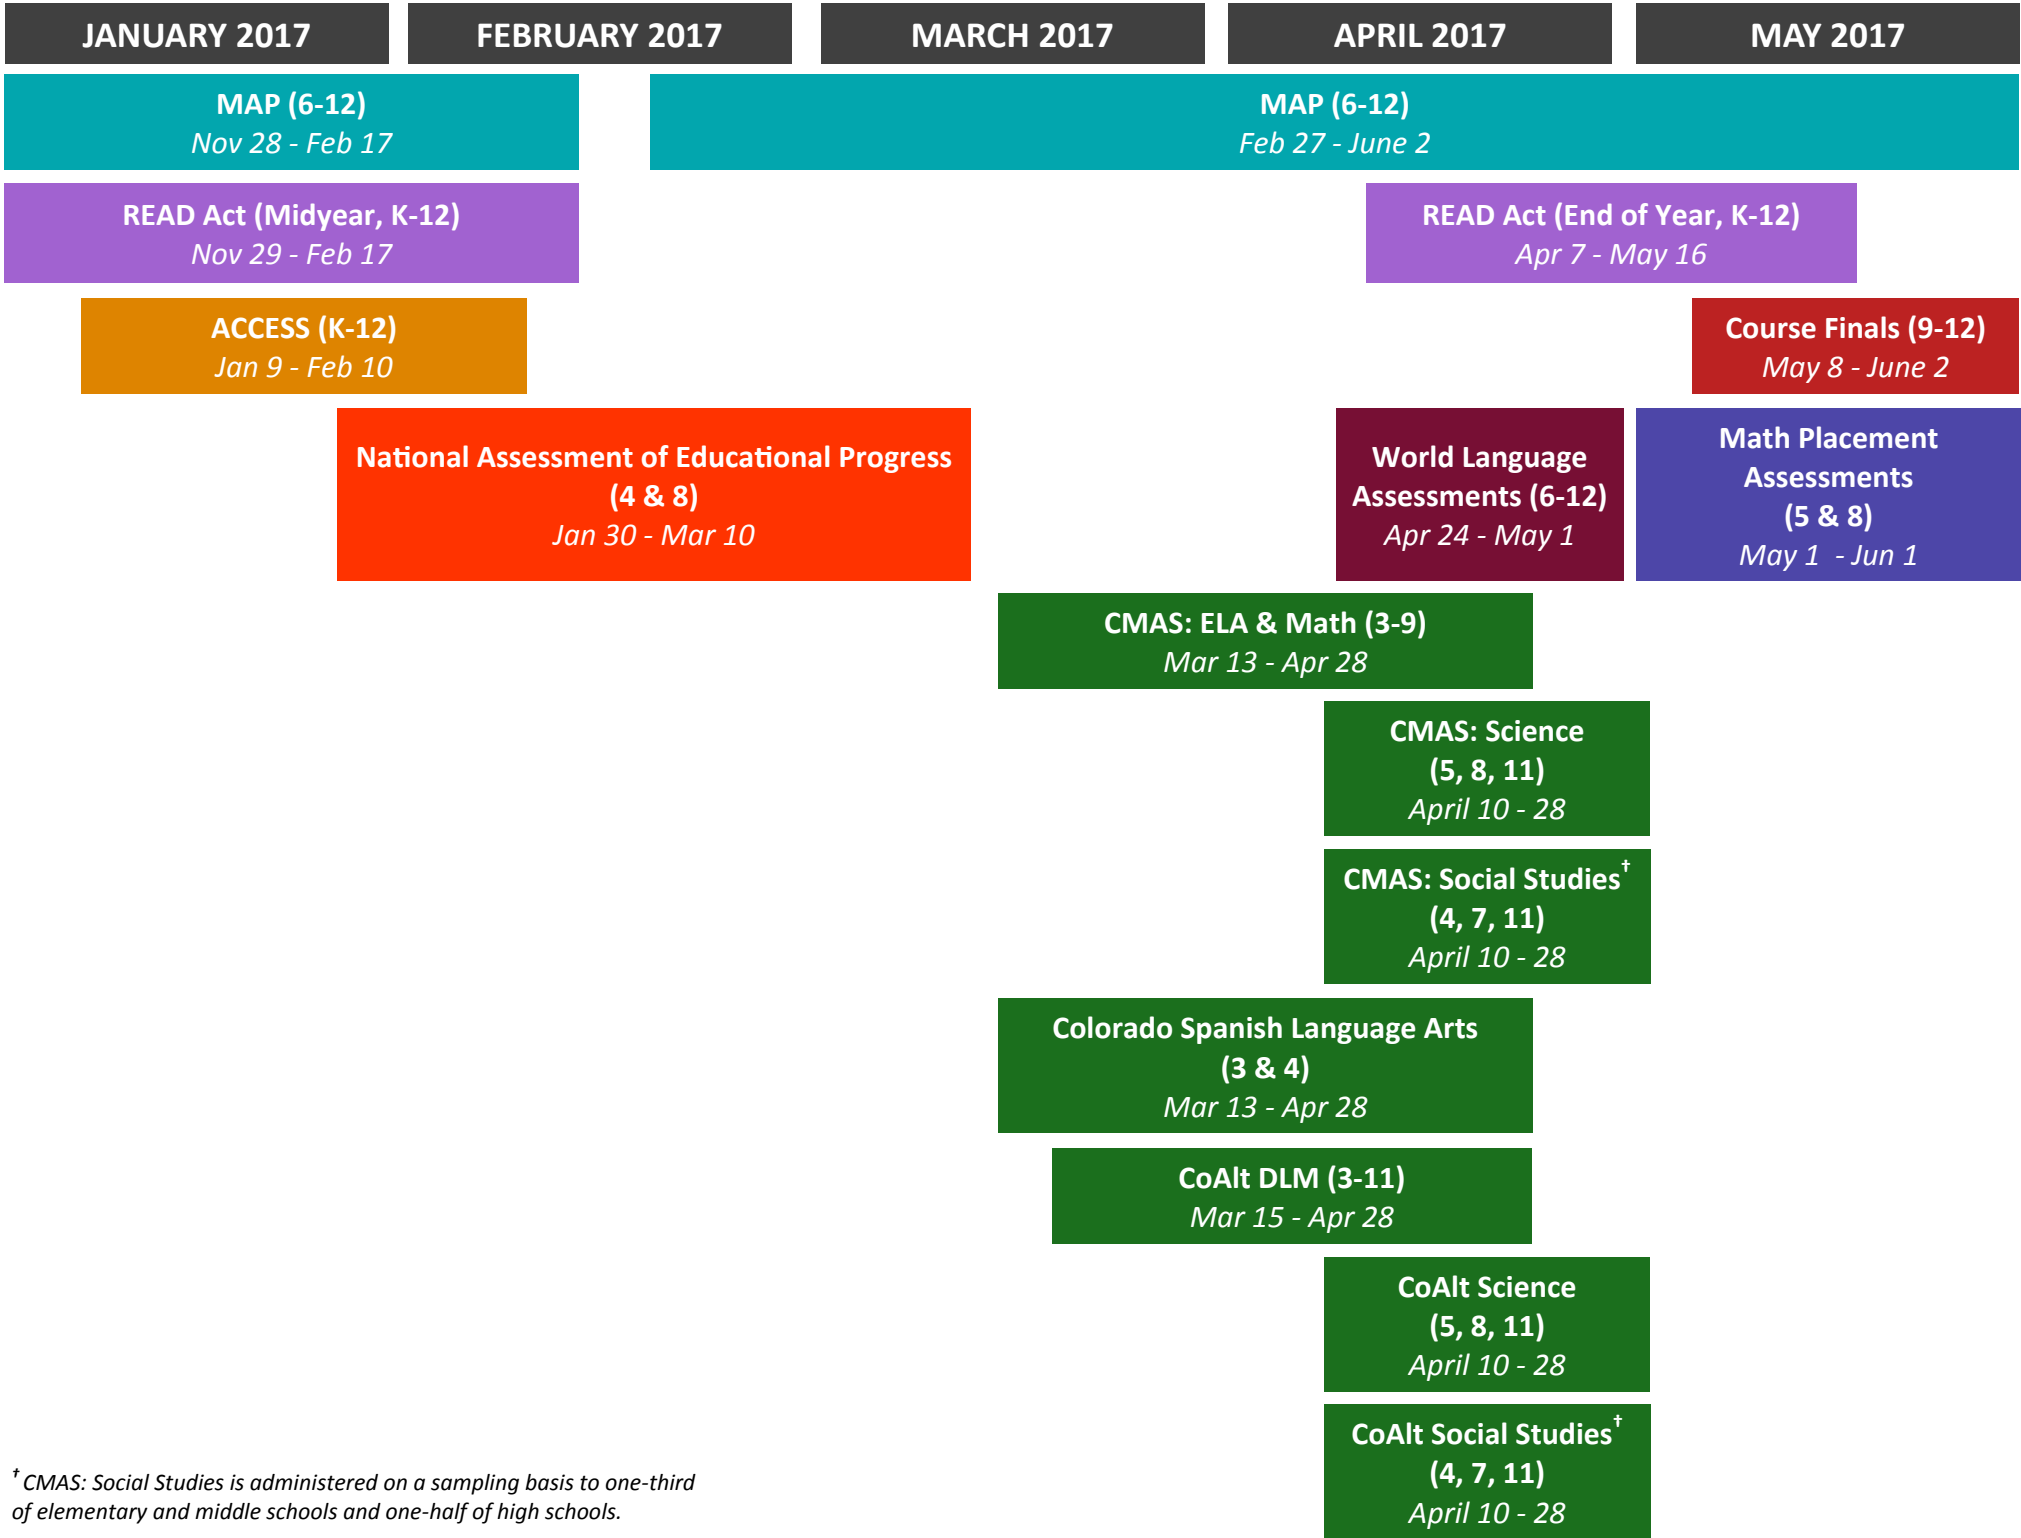 JANUARY 2017
FEBRUARY 2017
MARCH 2017
APRIL 2017
MAY 2017
MAP (6-12)
Nov 28 - Feb 17
MAP (6-12)
Feb 27 - June 2
READ Act (Midyear, K-12)
Nov 29 - Feb 17
READ Act (End of Year, K-12)
Apr 7 - May 16
ACCESS (K-12)
Jan 9 - Feb 10
Course Finals (9-12)
May 8 - June 2
National Assessment of Educational Progress
(4 & 8)
Jan 30 - Mar 10
World Language
Assessments (6-12)
Apr 24 - May 1
Math Placement
Assessments
(5 & 8)
May 1  - Jun 1
CMAS: ELA & Math (3-9)
Mar 13 - Apr 28
CMAS: Science
(5, 8, 11)
April 10 - 28
CMAS: Social Studies†
(4, 7, 11)
April 10 - 28
Colorado Spanish Language Arts
(3 & 4)
Mar 13 - Apr 28
CoAlt DLM (3-11)
Mar 15 - Apr 28
CoAlt Science
(5, 8, 11)
April 10 - 28
CoAlt Social Studies†
(4, 7, 11)
April 10 - 28
† CMAS: Social Studies is administered on a sampling basis to one-third
of elementary and middle schools and one-half of high schools.